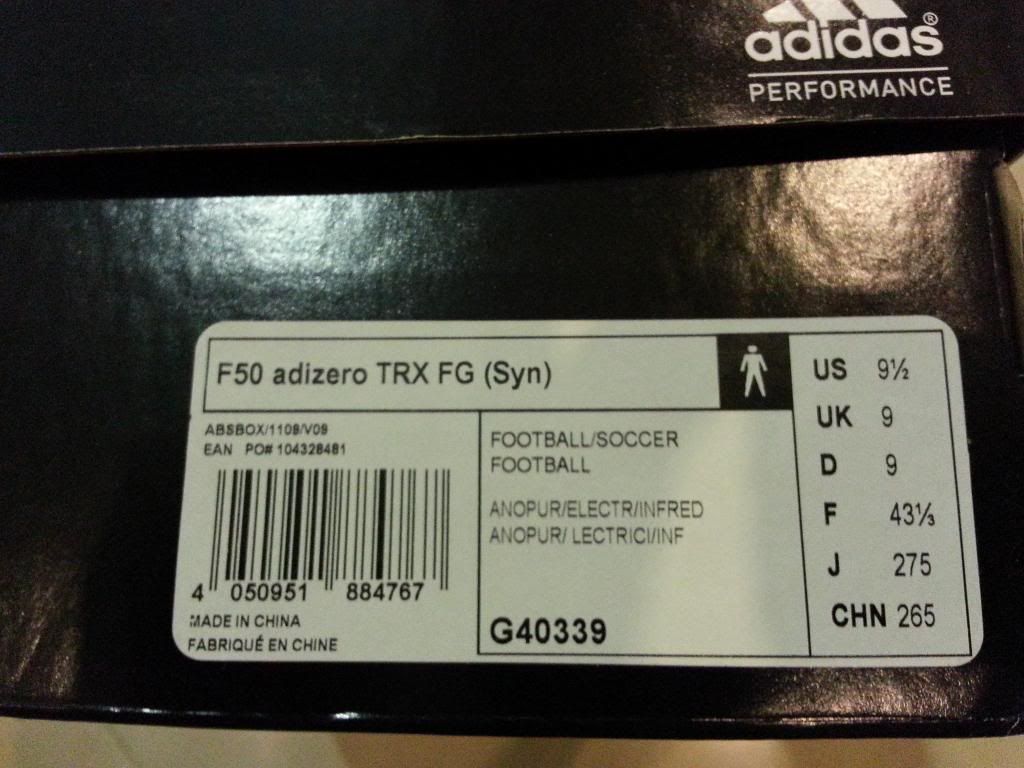 adidas®
PERFORMANCE
F50 adizero TRX FG (Syn)
ABSBOX/1109/V09
EAN PO# 104328481
4 050951 884767
MADE IN CHINA
FABRIQUÉ EN CHINE
FOOTBALL/SOCCER
FOOTBALL
ANOPUR/ELECTR/INFRED
ANOPUR/ LECTRICI/INF
G40339
US 9½
UK 9
D 9
F 43⅓
J 275
CHN 265